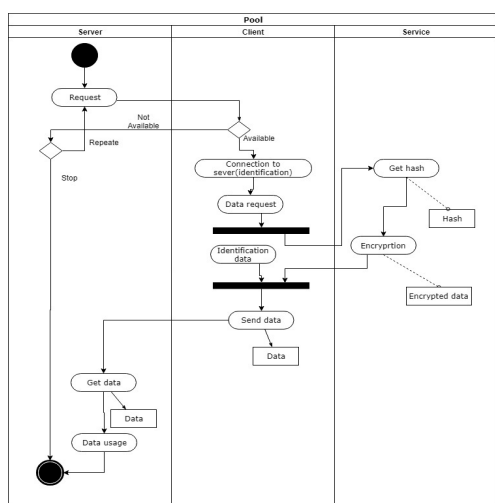 Pool
Server
Client
Service
Request
Not
Available
Available
Repeate
Stop
Connection to
sever(identification)
Get hash
Data request
Hash
Identification
data
Encryprtion
Encrypted data
Send data
Data
Get data
Data
Data usage